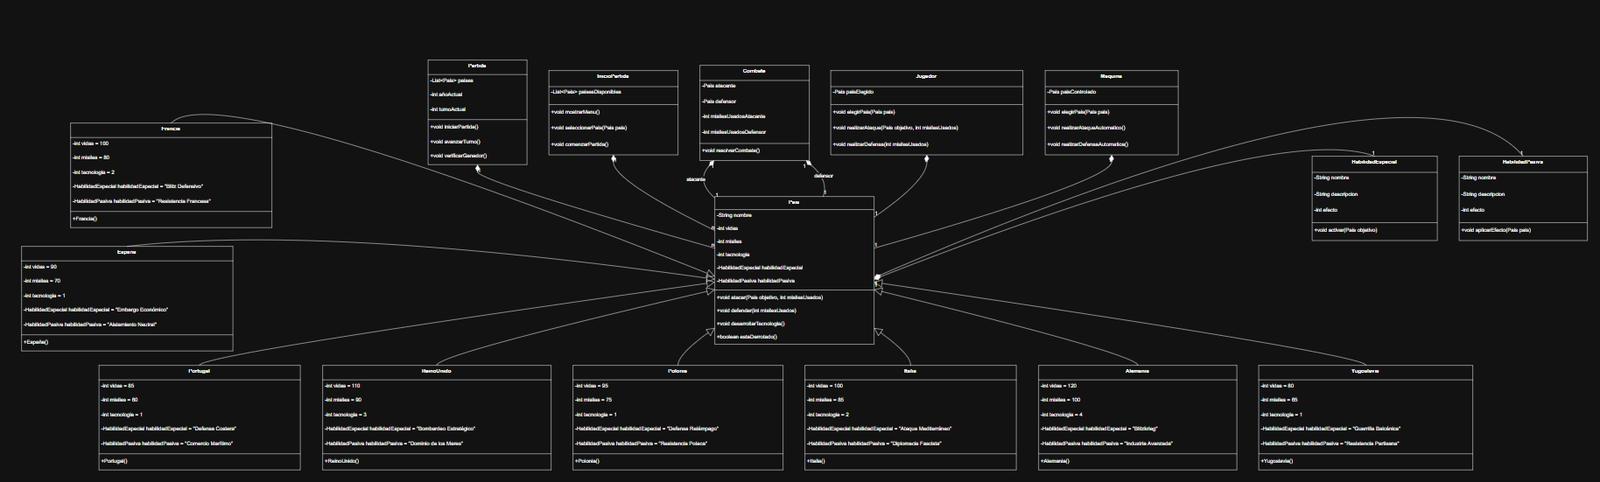 Partida
-List<Pais> paises
-int añoActual
-int turnoActual
+void iniciarPartida()
+void avanzarTurno()
+void verificarGanador()
InicioPartida
-List<Pais> paisesDisponibles
+void mostrarMenu()
+void seleccionarPais(Pais pais)
+void comenzarPartida()
Combate
-Pais atacante
-Pais defensor
-int misilesUsadosAtacante
-int misilesUsadosDefensor
+void resolverCombate()
Jugador
-Pais paisElegido
+void elegirPais(Pais pais)
+void realizarAtaque(Pais objetivo, int misilesUsados)
+void realizarDefensa(int misilesUsados)
Maquina
-Pais paisControlado
+void elegirPais(Pais pais)
+void realizarAtaqueAutomatico()
+void realizarDefensaAutomatica()
Francia
-int vidas = 100
-int misiles = 80
-int tecnologia = 2
-HabilidadEspecial habilidadEspecial = "Blitz Defensivo"
-HabilidadPasiva habilidadPasiva = "Resistencia Francesa"
+Francia()
HabilidadEspecial
-String nombre
-String descripcion
-int efecto
+void activar(Pais objetivo)
HabilidadPasiva
-String nombre
-String descripcion
-int efecto
+void aplicarEfecto(Pais pais)
atacante
defensor
Pais
-String nombre
-int vidas
-int misiles
-int tecnologia
-HabilidadEspecial habilidadEspecial
-HabilidadPasiva habilidadPasiva
+void atacar(Pais objetivo, int misilesUsados)
+void defender(int misilesUsados)
+void desarrollarTecnologia()
+boolean estaDerrotado()
España
-int vidas = 90
-int misiles = 70
-int tecnologia = 1
-HabilidadEspecial habilidadEspecial = "Embargo Económico"
-HabilidadPasiva habilidadPasiva = "Aislamiento Neutral"
+España()
Portugal
-int vidas = 85
-int misiles = 60
-int tecnologia = 1
-HabilidadEspecial habilidadEspecial = "Defensa Costera"
-HabilidadPasiva habilidadPasiva = "Comercio Marítimo"
+Portugal()
ReinoUnido
-int vidas = 110
-int misiles = 90
-int tecnologia = 3
-HabilidadEspecial habilidadEspecial = "Bombardeo Estratégico"
-HabilidadPasiva habilidadPasiva = "Dominio de los Mares"
+ReinoUnido()
Polonia
-int vidas = 95
-int misiles = 75
-int tecnologia = 1
-HabilidadEspecial habilidadEspecial = "Defensa Relámpago"
-HabilidadPasiva habilidadPasiva = "Resistencia Polaca"
+Polonia()
Italia
-int vidas = 100
-int misiles = 85
-int tecnologia = 2
-HabilidadEspecial habilidadEspecial = "Ataque Mediterráneo"
-HabilidadPasiva habilidadPasiva = "Diplomacia Fascista"
+Italia()
Alemania
-int vidas = 120
-int misiles = 100
-int tecnologia = 4
-HabilidadEspecial habilidadEspecial = "Blitzkrieg"
-HabilidadPasiva habilidadPasiva = "Industria Avanzada"
+Alemania()
Yugoslavia
-int vidas = 80
-int misiles = 65
-int tecnologia = 1
-HabilidadEspecial habilidadEspecial = "Guerrilla Balcánica"
-HabilidadPasiva habilidadPasiva = "Resistencia Partisana"
+Yugoslavia()